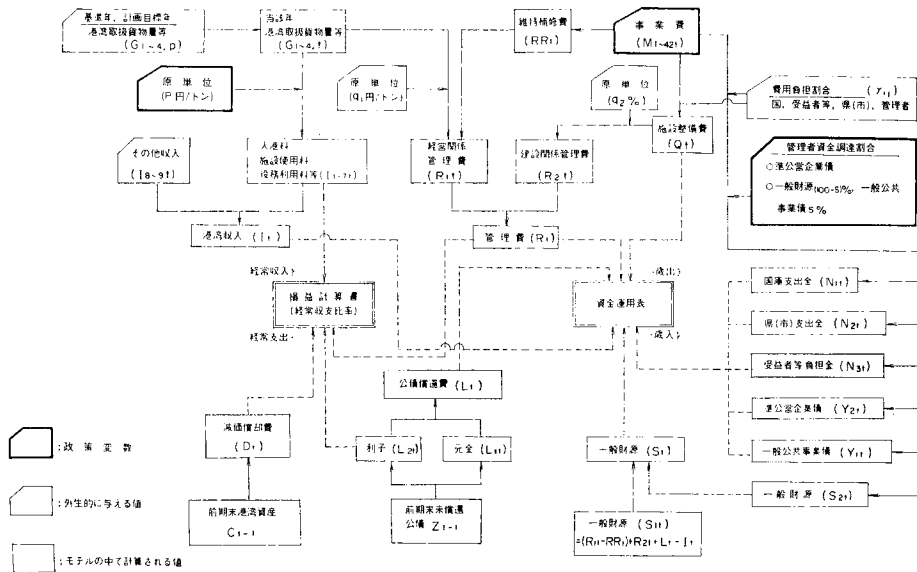 基準年、計画目標年
港湾取扱貨物量等
(G1~4,P)
当該年
港湾取扱貨物量等
(G1~4,t)
維持補修費
(RRt)
事業費
(M1~42t)
原単位
(P円/トン)
原単位
(q1円/トン)
原単位
(q2%)
費用負担割合 (Yit)
国、受益者等、県(市)、管理者
施設整備費
(Qt)
その他収入
(I8~9t)
入港料
施設使用料
役務利用料等(I1~7t)
経営関係
管理費
(R1t)
建設関係管理費
(R2t)
管理者資金調達割合
○準公営企業債
○一般財源(100-S)%、一般公共
事業債S%
港湾収入 (It)
管理費 (Rt)
経常収入
歳出
損益計算書
(経常収支比率)
資金運用表
経常支出
歳入
国庫支出金 (N1t)
県(市)支出金 (N2t)
受益者等負担金 (N3t)
準公営企業債 (Y2t)
一般公共事業債 (Y1t)
一般財源 (S2t)
公債償還費 (Lt)
減価償却費
(Dt)
利子 (L2t)
元金 (L1t)
一般財源 (St)
前期末港湾資産
Ct-1
前期末未償還
公債 Zt-1
一般財源 (S1t)
=(R1t-RRt)+R2t+Lt-It
:政策変数
:外生的に与える値
:モデルの中で計算される値